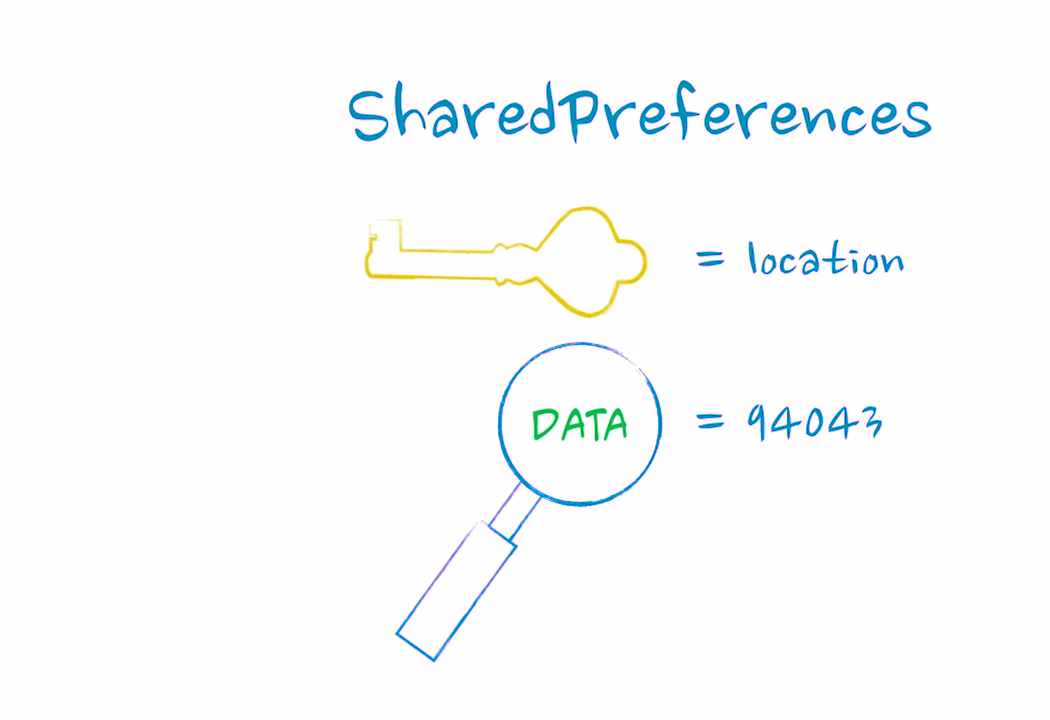 SharedPreferences
= location
DATA = 94043